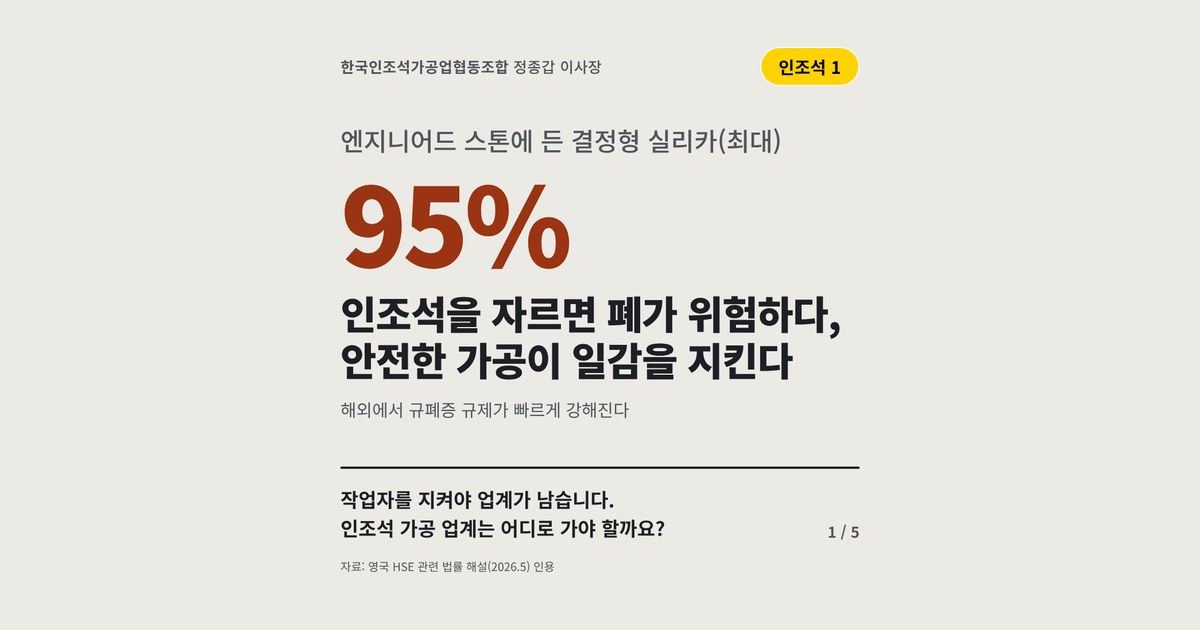 한국인조석가공업협동조합 정종갑 이사장
인조석 1
엔지니어드 스톤에 든 결정형 실리카(최대)
95%
인조석을 자르면 폐가 위험하다,
안전한 가공이 일감을 지킨다
해외에서 규폐증 규제가 빠르게 강해진다
작업자를 지켜야 업계가 남습니다.
인조석 가공 업계는 어디로 가야 할까요?
1 / 5
자료: 영국 HSE 관련 법률 해설(2026.5) 인용